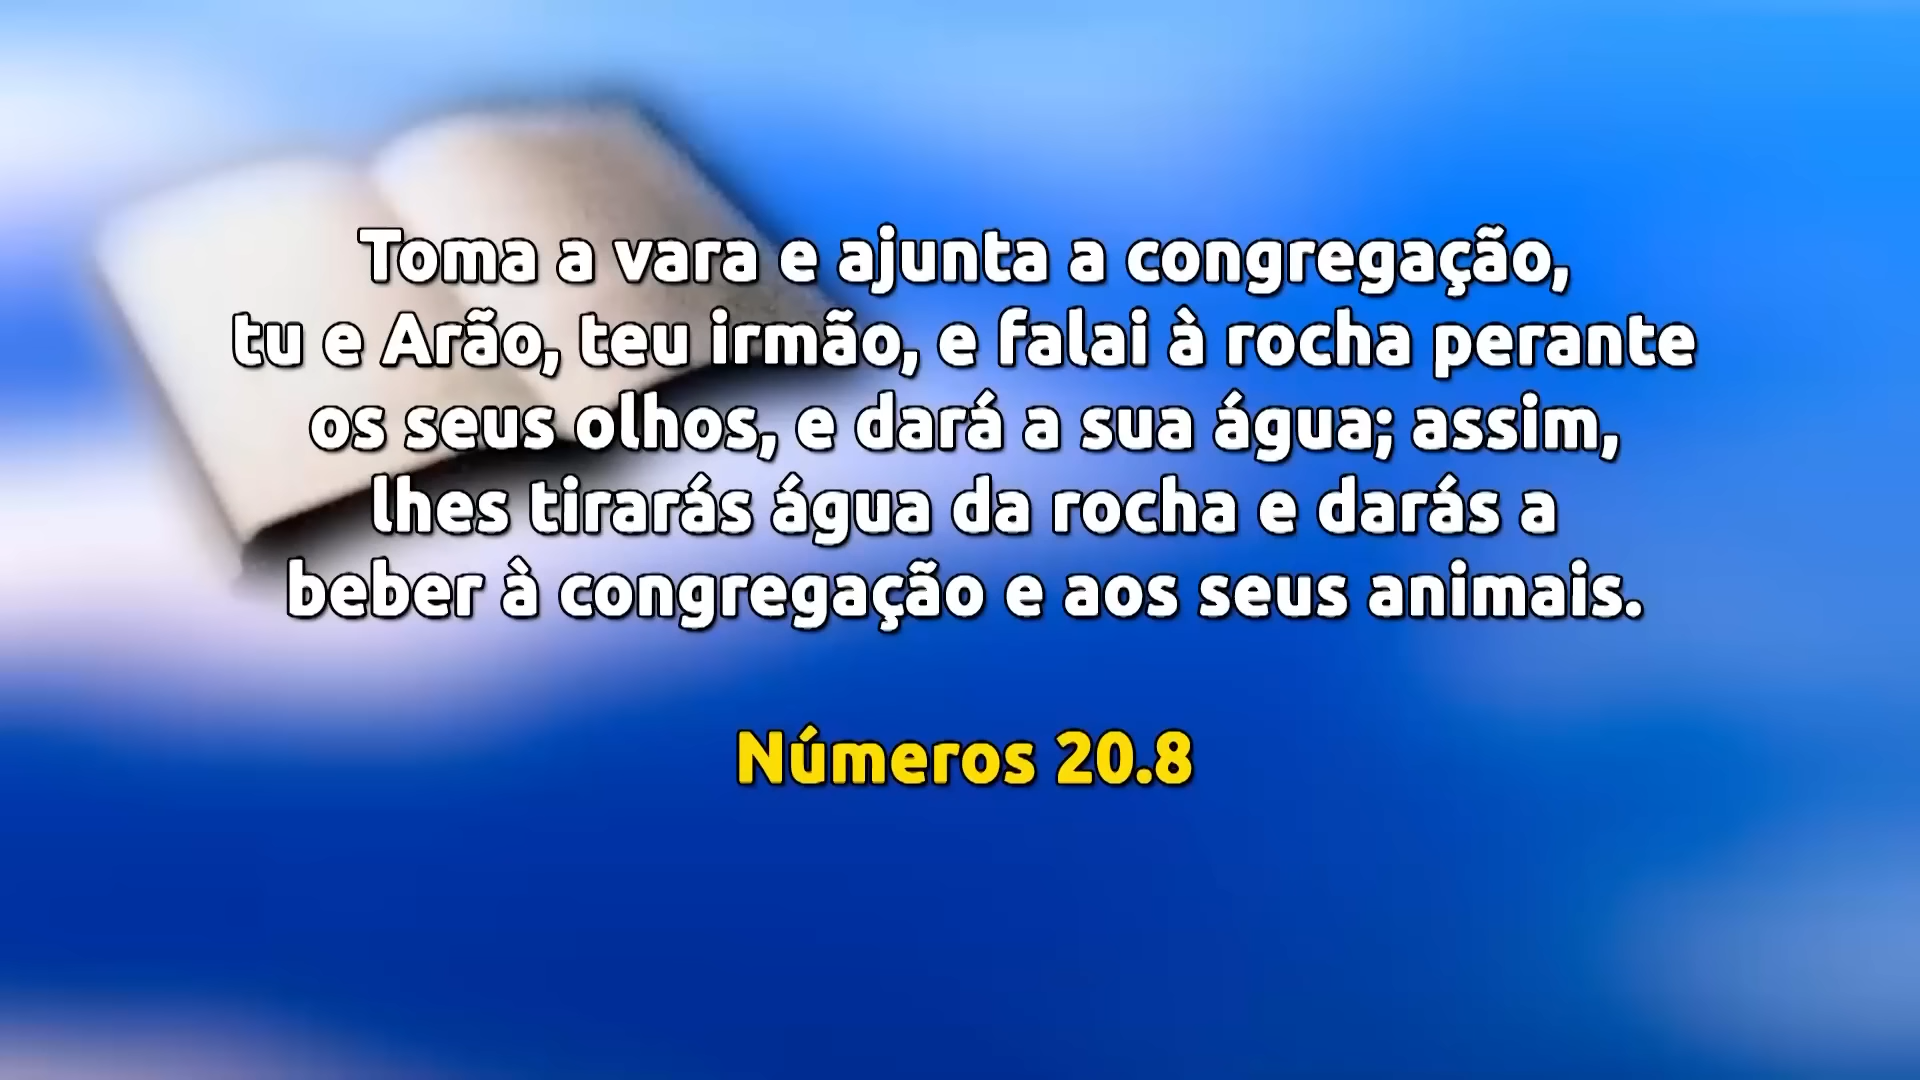 Toma a vara e ajunta a congregação,
tu e Arão, teu irmão, e falai à rocha perante
os seus olhos, e dará a sua água; assim,
lhes tirarás água da rocha e darás a
beber à congregação e aos seus animais.
Números 20.8